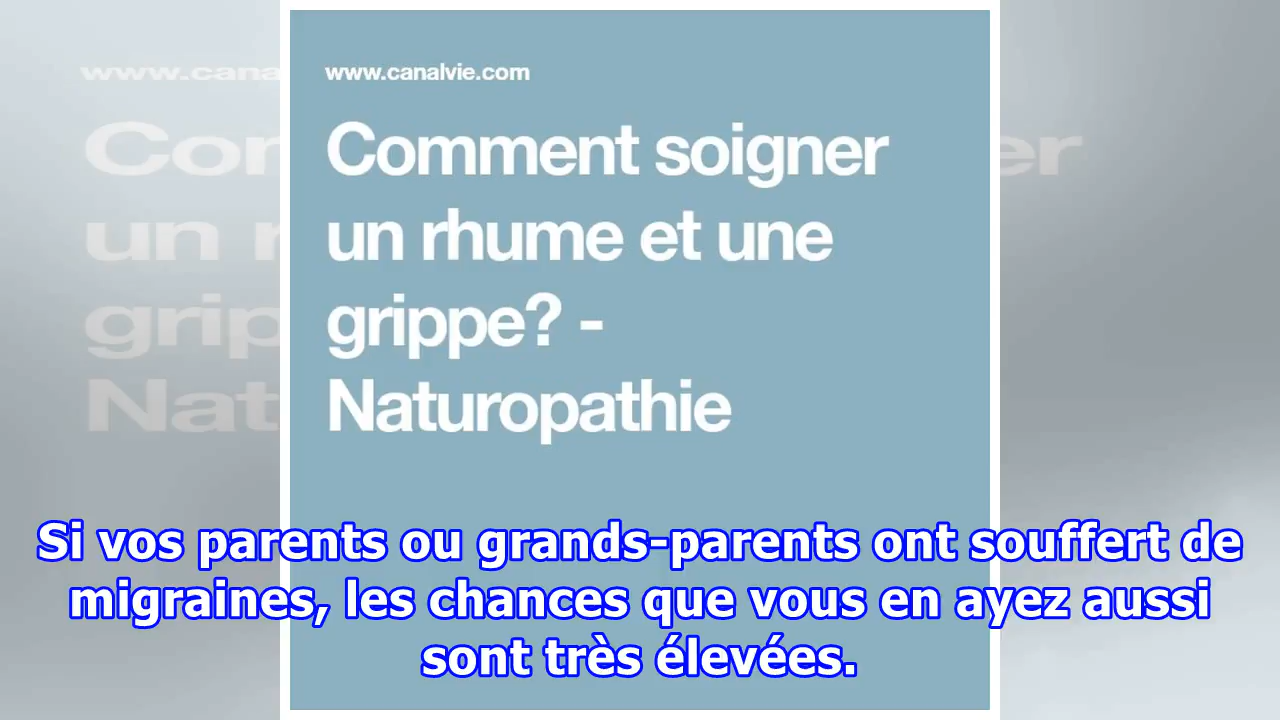 www.canalvie.com
Comment soigner
un rhume et une
grippe? -
Naturopathie
Si vos parents ou grands-parents ont souffert de
migraines, les chances que vous en ayez aussi
sont très élevées.